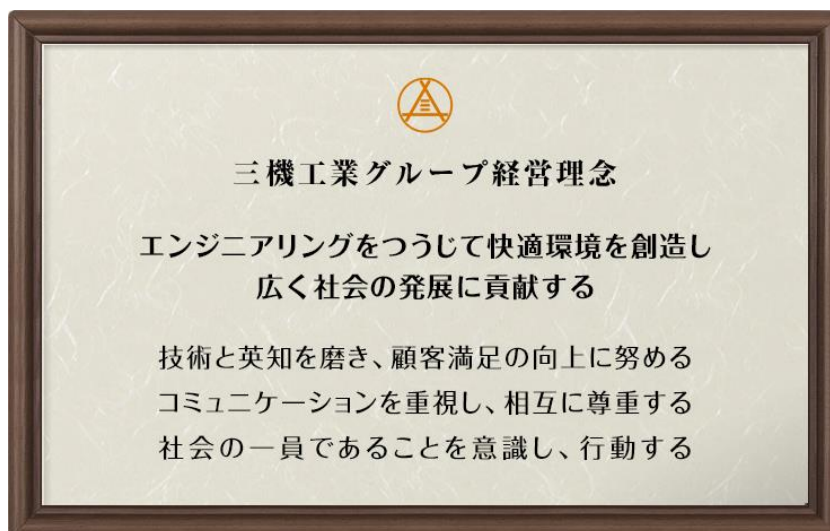 三機工業グループ経営理念
エンジニアリングをつうじて快適環境を創造し
広く社会の発展に貢献する
技術と英知を磨き、顧客満足の向上に努める
コミュニケーションを重視し、相互に尊重する
社会の一員であることを意識し、行動する